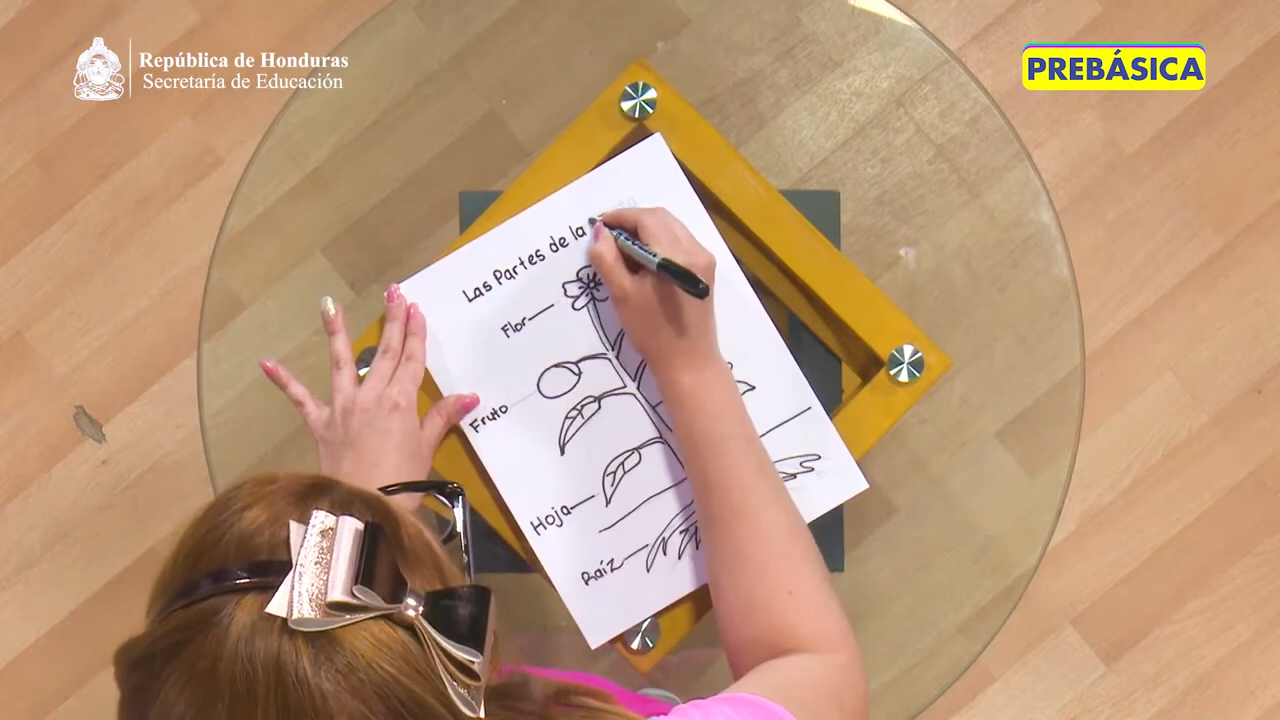 República de Honduras
Secretaría de Educación
PREBÁSICA
Las Partes de la
Flor
Fruto
Hoja
Raíz